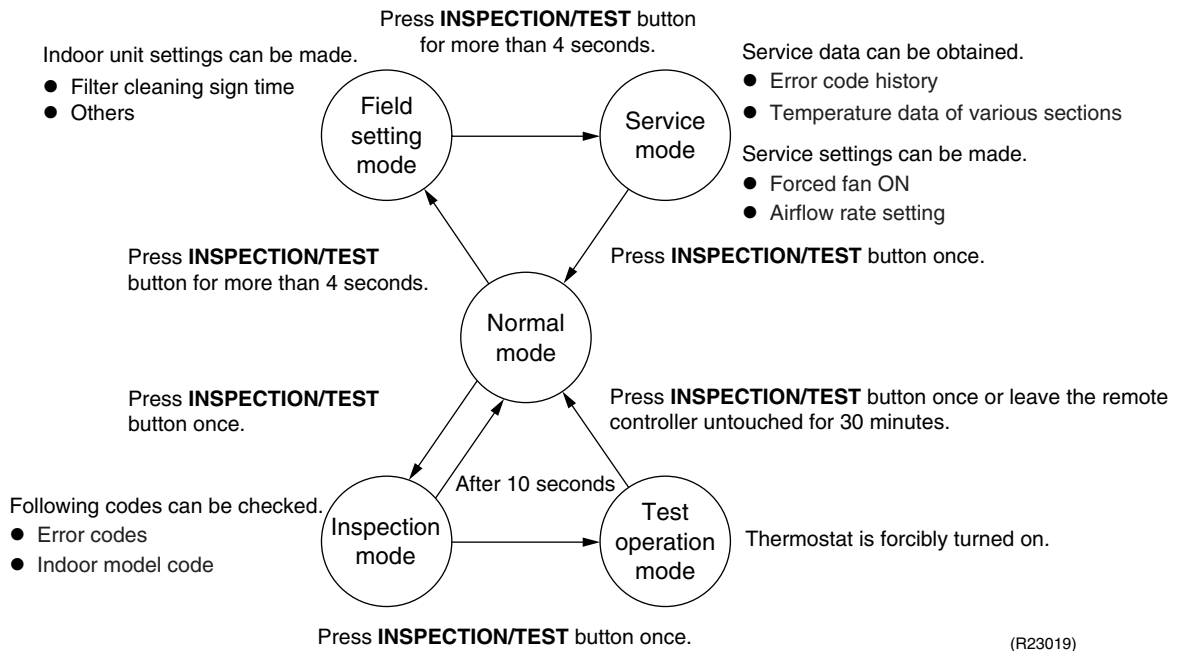 Press INSPECTION/TEST button
for more than 4 seconds.
Indoor unit settings can be made.
● Filter cleaning sign time
● Others
Field
setting
mode
Service
mode
Service data can be obtained.
● Error code history
● Temperature data of various sections
Service settings can be made.
● Forced fan ON
● Airflow rate setting
Press INSPECTION/TEST
button for more than 4 seconds.
Press INSPECTION/TEST button once.
Normal
mode
Press INSPECTION/TEST
button once.
Press INSPECTION/TEST button once or leave the remote
controller untouched for 30 minutes.
After 10 seconds
Following codes can be checked.
● Error codes
● Indoor model code
Inspection
mode
Test
operation
mode
Thermostat is forcibly turned on.
Press INSPECTION/TEST button once.
(R23019)